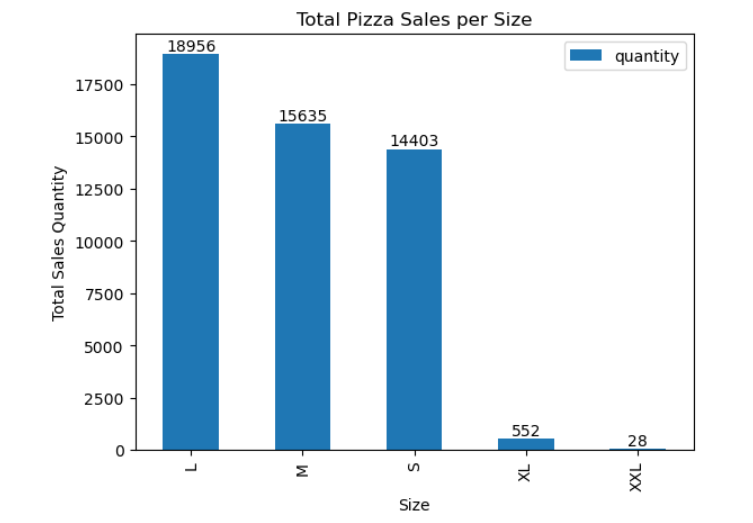 Total Pizza Sales per Size
18956
quantity
17500
15635
15000
14403
12500
10000
7500
5000
2500
552
28
0
L
M
S
XL
XXL
Total Sales Quantity
Size